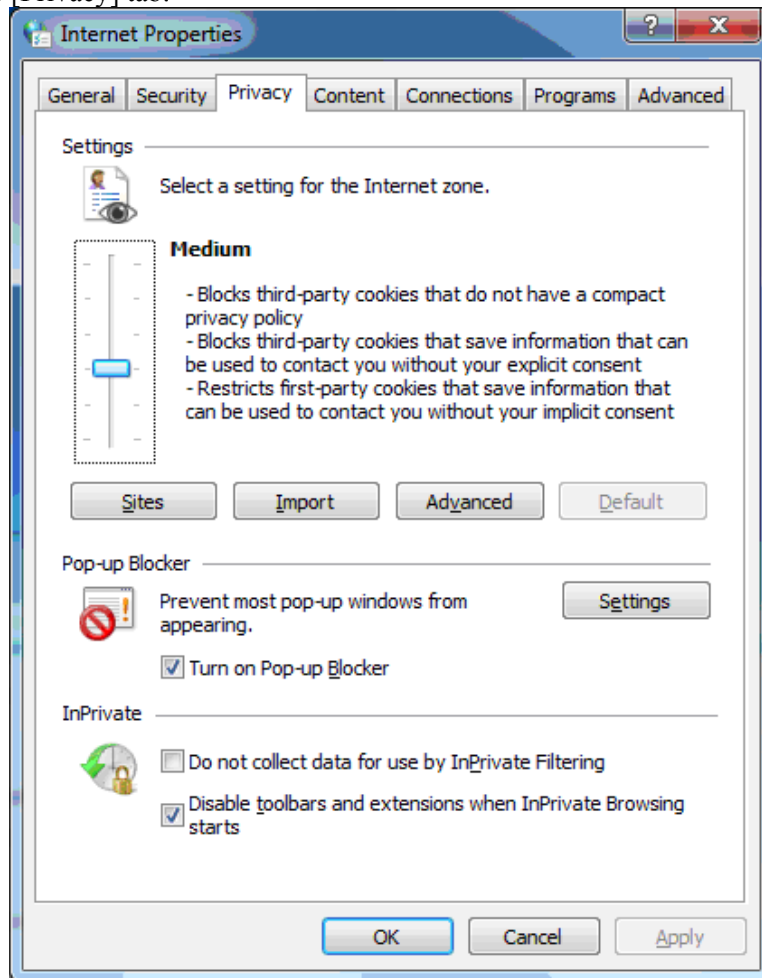 [Privacy] tab.
Internet Properties
General Security Privacy Content Connections Programs Advanced
Settings
Select a setting for the Internet zone.
Medium
- Blocks third-party cookies that do not have a compact
privacy policy
- Blocks third-party cookies that save information that can
be used to contact you without your explicit consent
- Restricts first-party cookies that save information that
can be used to contact you without your implicit consent
Sites Import Advanced Default
Pop-up Blocker
Prevent most pop-up windows from
appearing.
Settings
Turn on Pop-up Blocker
InPrivate
Do not collect data for use by InPrivate Filtering
Disable toolbars and extensions when InPrivate Browsing
starts
OK Cancel Apply